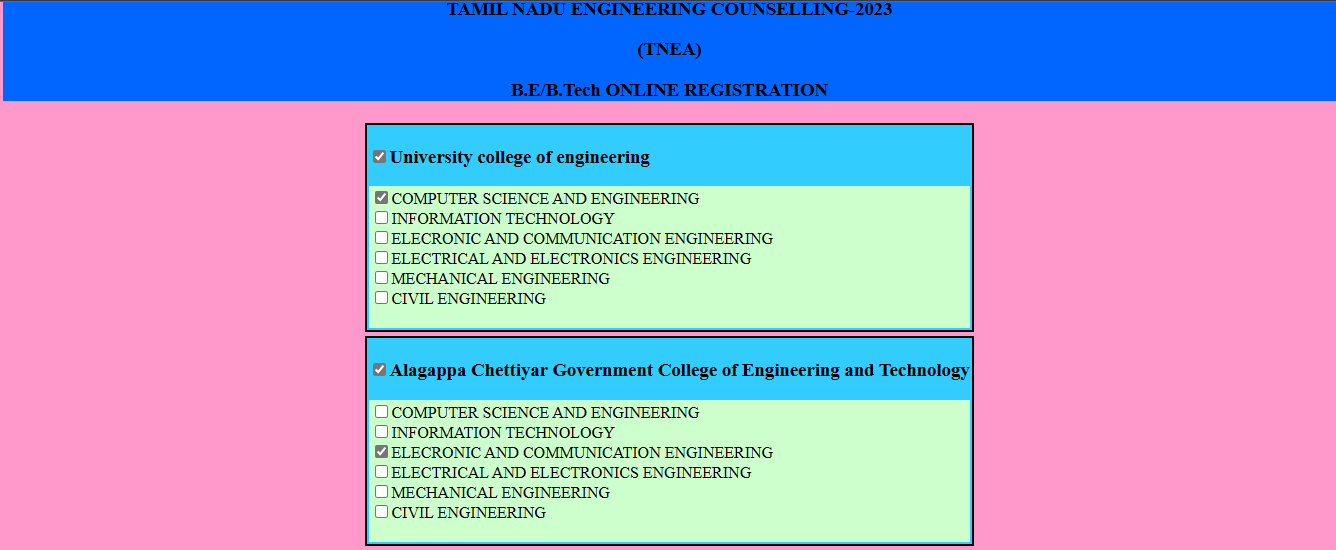 TAMIL NADU ENGINEERING COUNSELLING-2023
(TNEA)
B.E/B.Tech ONLINE REGISTRATION
University college of engineering
COMPUTER SCIENCE AND ENGINEERING
INFORMATION TECHNOLOGY
ELECRONIC AND COMMUNICATION ENGINEERING
ELECTRICAL AND ELECTRONICS ENGINEERING
MECHANICAL ENGINEERING
CIVIL ENGINEERING
Alagappa Chettiyar Government College of Engineering and Technology
COMPUTER SCIENCE AND ENGINEERING
INFORMATION TECHNOLOGY
ELECRONIC AND COMMUNICATION ENGINEERING
ELECTRICAL AND ELECTRONICS ENGINEERING
MECHANICAL ENGINEERING
CIVIL ENGINEERING